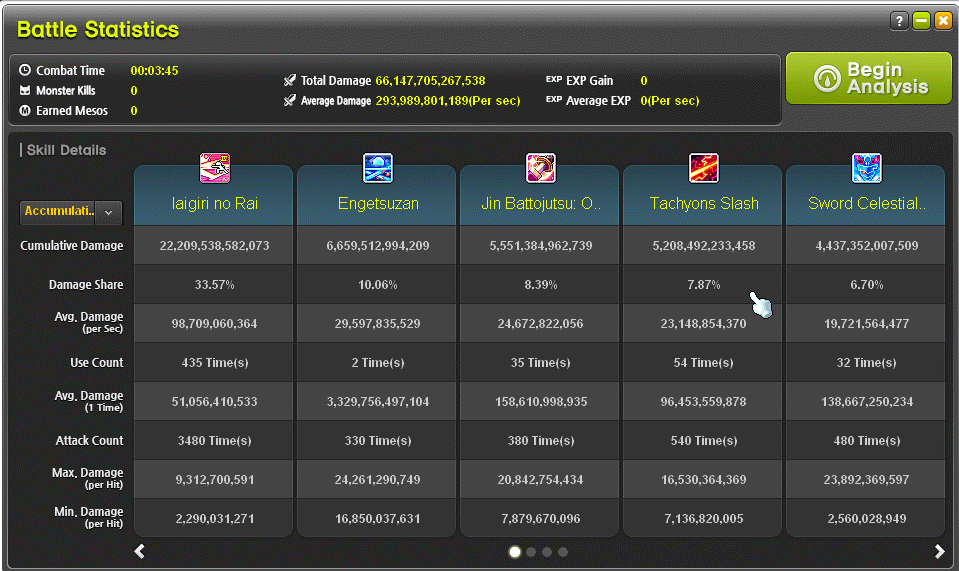 Battle Statistics
?
Combat Time 00:03:45
Monster Kills 0
Earned Mesos 0
Total Damage 66,147,705,267,538
Average Damage 293,989,801,189(Per sec)
EXP EXP Gain 0
EXP Average EXP 0(Per sec)
Begin
Analysis
Skill Details
Iaigiri no Rai Engetsuzan Jin Battojutsu: O.. Tachyons Slash Sword Celestial..
Accumulati..
Cumulative Damage 22,209,538,582,073 6,659,512,994,209 5,551,384,962,739 5,208,492,233,458 4,437,352,007,509
Damage Share 33.57% 10.06% 8.39% 7.87% 6.70%
Avg. Damage
(per Sec) 98,709,060,364 29,597,835,529 24,672,822,056 23,148,854,370 19,721,564,477
Use Count 435 Time(s) 2 Time(s) 35 Time(s) 54 Time(s) 32 Time(s)
Avg. Damage
(1 Time) 51,056,410,533 3,329,756,497,104 158,610,998,935 96,453,559,878 138,667,250,234
Attack Count 3480 Time(s) 330 Time(s) 380 Time(s) 540 Time(s) 480 Time(s)
Max. Damage
(per Hit) 9,312,700,591 24,261,290,749 20,842,754,434 16,530,364,369 23,892,369,597
Min. Damage
(per Hit) 2,290,031,271 16,850,037,631 7,879,670,096 7,136,820,005 2,560,028,949